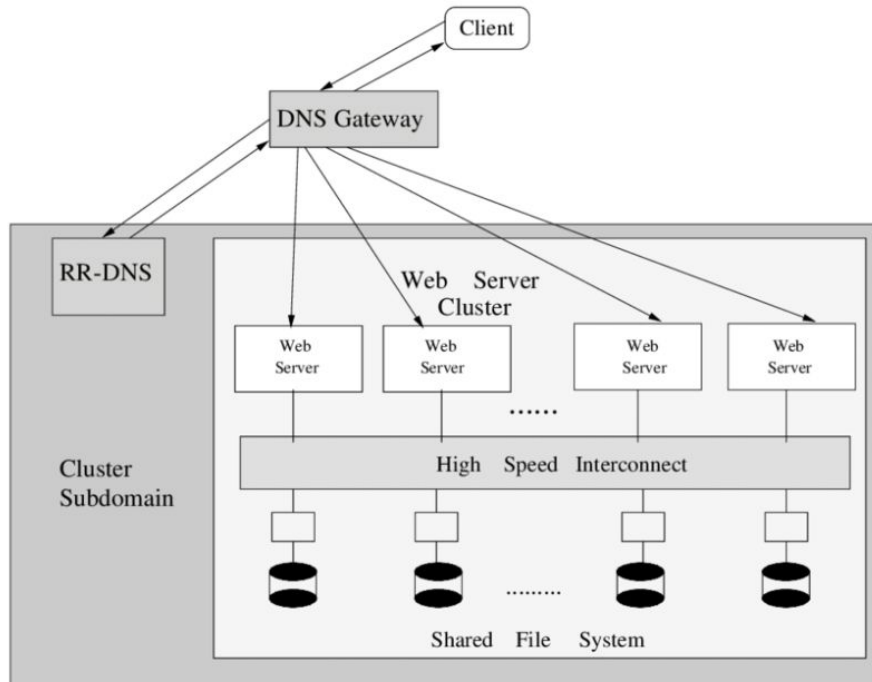 Client
DNS Gateway
RR-DNS
Web Server
Cluster
Web
Server
Web
Server
Web
Server
Web
Server
......
High Speed Interconnect
Cluster
Subdomain
.........
Shared File System